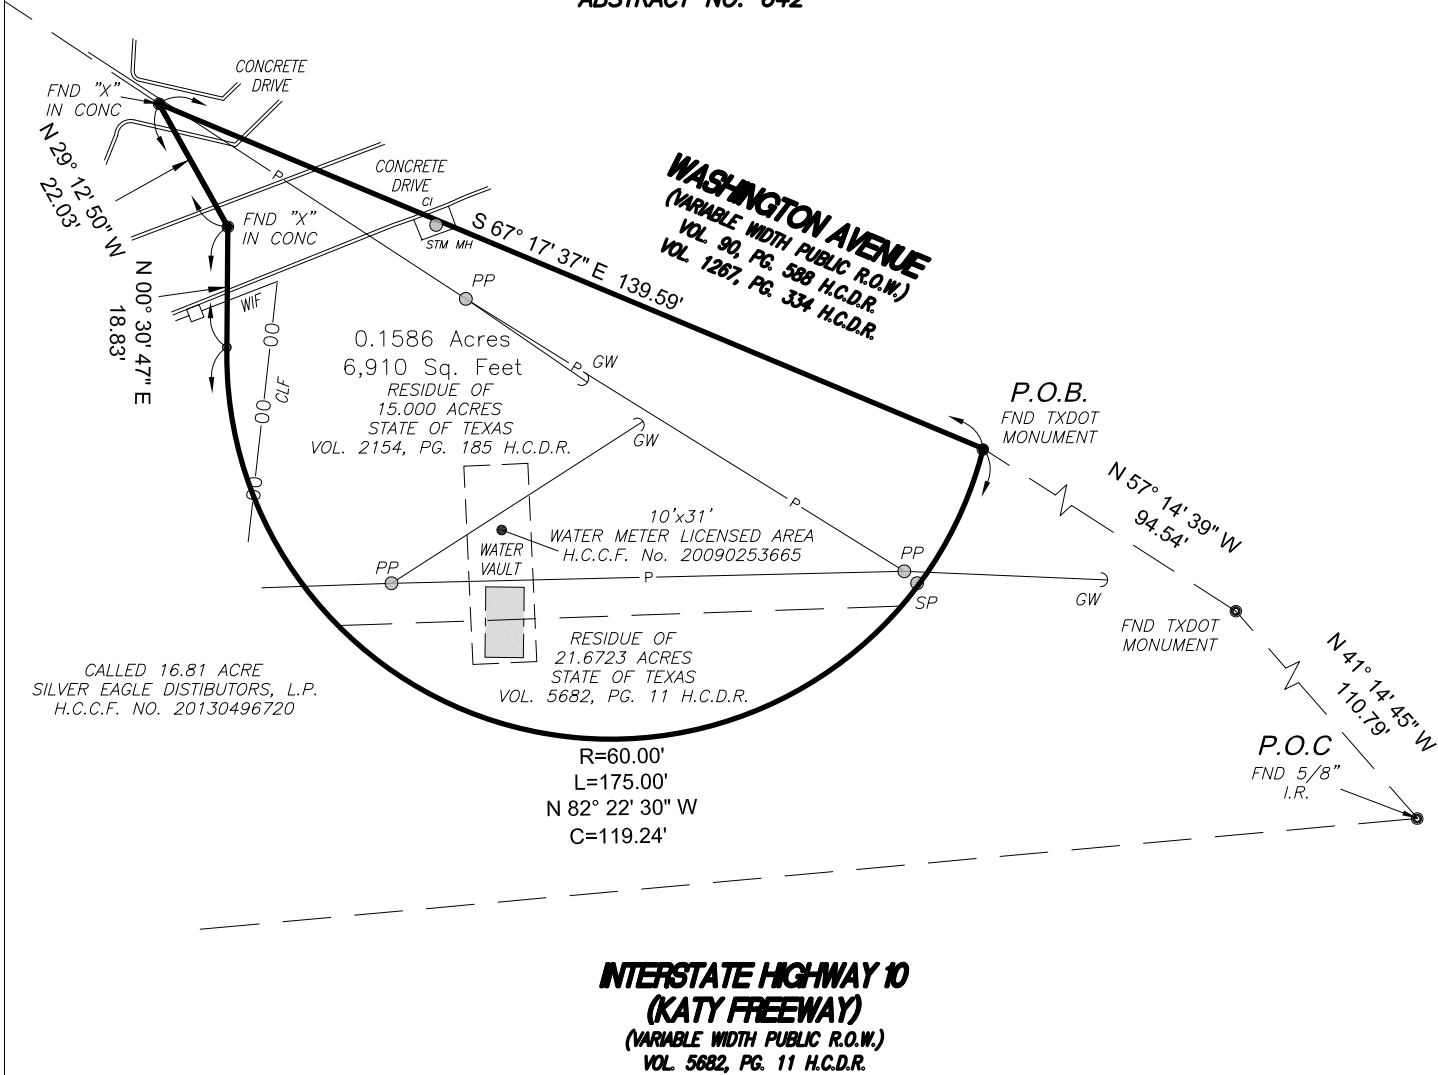 ABSTRACT NO. 642
CONCRETE
DRIVE
FND "X"
IN CONC
N 29° 12' 50" W
22.03'
CONCRETE
DRIVE
CI
STM MH
FND "X"
IN CONC
P
S 67° 17' 37" E 139.59'
WASHINGTON AVENUE
(VARIABLE WIDTH PUBLIC R.O.W.)
VOL. 90, PG. 588 H.C.D.R.
VOL. 1267, PG. 334 H.C.D.R.
N 00° 30' 47" E
18.83'
WIF
CLF
PP
0.1586 Acres
6,910 Sq. Feet
RESIDUE OF
15.000 ACRES
STATE OF TEXAS
VOL. 2154, PG. 185 H.C.D.R.
P
GW
GW
P.O.B.
FND TXDOT
MONUMENT
N 57° 14' 39" W
94.54'
P
10'x31'
WATER METER LICENSED AREA
H.C.C.F. No. 20090253665
WATER
VAULT
PP
P
PP
SP
GW
FND TXDOT
MONUMENT
RESIDUE OF
21.6723 ACRES
STATE OF TEXAS
VOL. 5682, PG. 11 H.C.D.R.
CALLED 16.81 ACRE
SILVER EAGLE DISTIBUTORS, L.P.
H.C.C.F. NO. 20130496720
N 41° 14' 45" W
110.79'
P.O.C
FND 5/8"
I.R.
R=60.00'
L=175.00'
N 82° 22' 30" W
C=119.24'
INTERSTATE HIGHWAY 10
(KATY FREEWAY)
(VARIABLE WIDTH PUBLIC R.O.W.)
VOL. 5682, PG. 11 H.C.D.R.